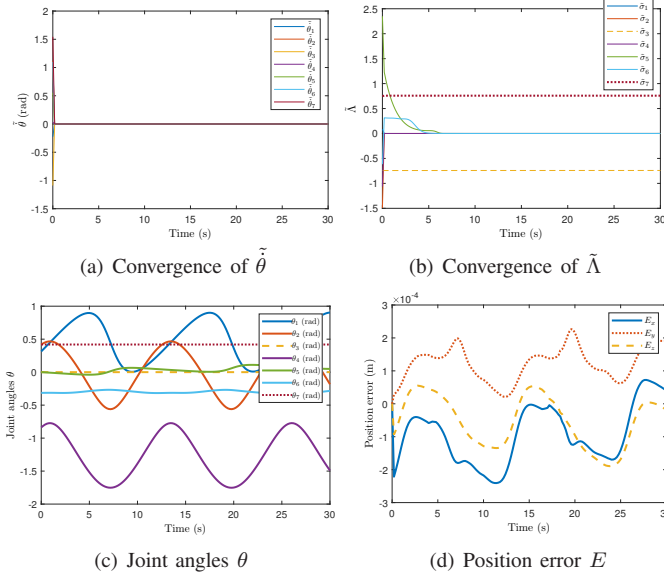 2
1.5
1
0.5
0
-0.5
-1
-1.5
0 5 10 15 20 25 30
Time (s)
θ̃̇ (rad)
θ̃̇₁
θ̃̇₂
θ̃̇₃
θ̃̇₄
θ̃̇₅
θ̃̇₆
θ̃̇₇
(a) Convergence of θ̃̇
2.5
2
1.5
1
0.5
0
-0.5
-1
-1.5
0 5 10 15 20 25 30
Time (s)
Λ̃
σ̃₁
σ̃₂
σ̃₃
σ̃₄
σ̃₅
σ̃₆
σ̃₇
(b) Convergence of Λ̃
1
0.5
0
-0.5
-1
-1.5
-2
0 5 10 15 20 25 30
Time (s)
Joint angles θ
θ₁ (rad)
θ₂ (rad)
θ₃ (rad)
θ₄ (rad)
θ₅ (rad)
θ₆ (rad)
θ₇ (rad)
(c) Joint angles θ
×10⁻⁴
3
2
1
0
-1
-2
-3
0 5 10 15 20 25 30
Time (s)
Position error (m)
Eₓ
E_y
E_z
(d) Position error E